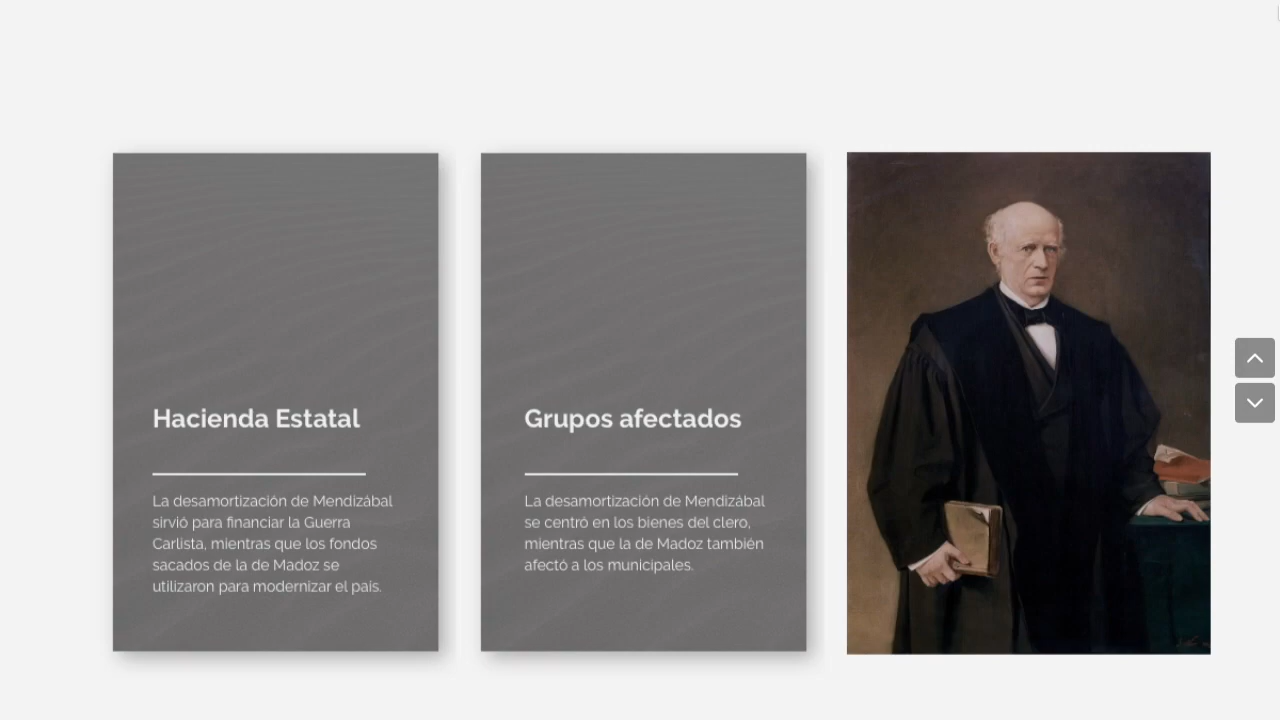 Hacienda Estatal
La desamortización de Mendizábal
sirvió para financiar la Guerra
Carlista, mientras que los fondos
sacados de la de Madoz se
utilizaron para modernizar el país.
Grupos afectados
La desamortización de Mendizábal
se centró en los bienes del clero,
mientras que la de Madoz también
afectó a los municipales.